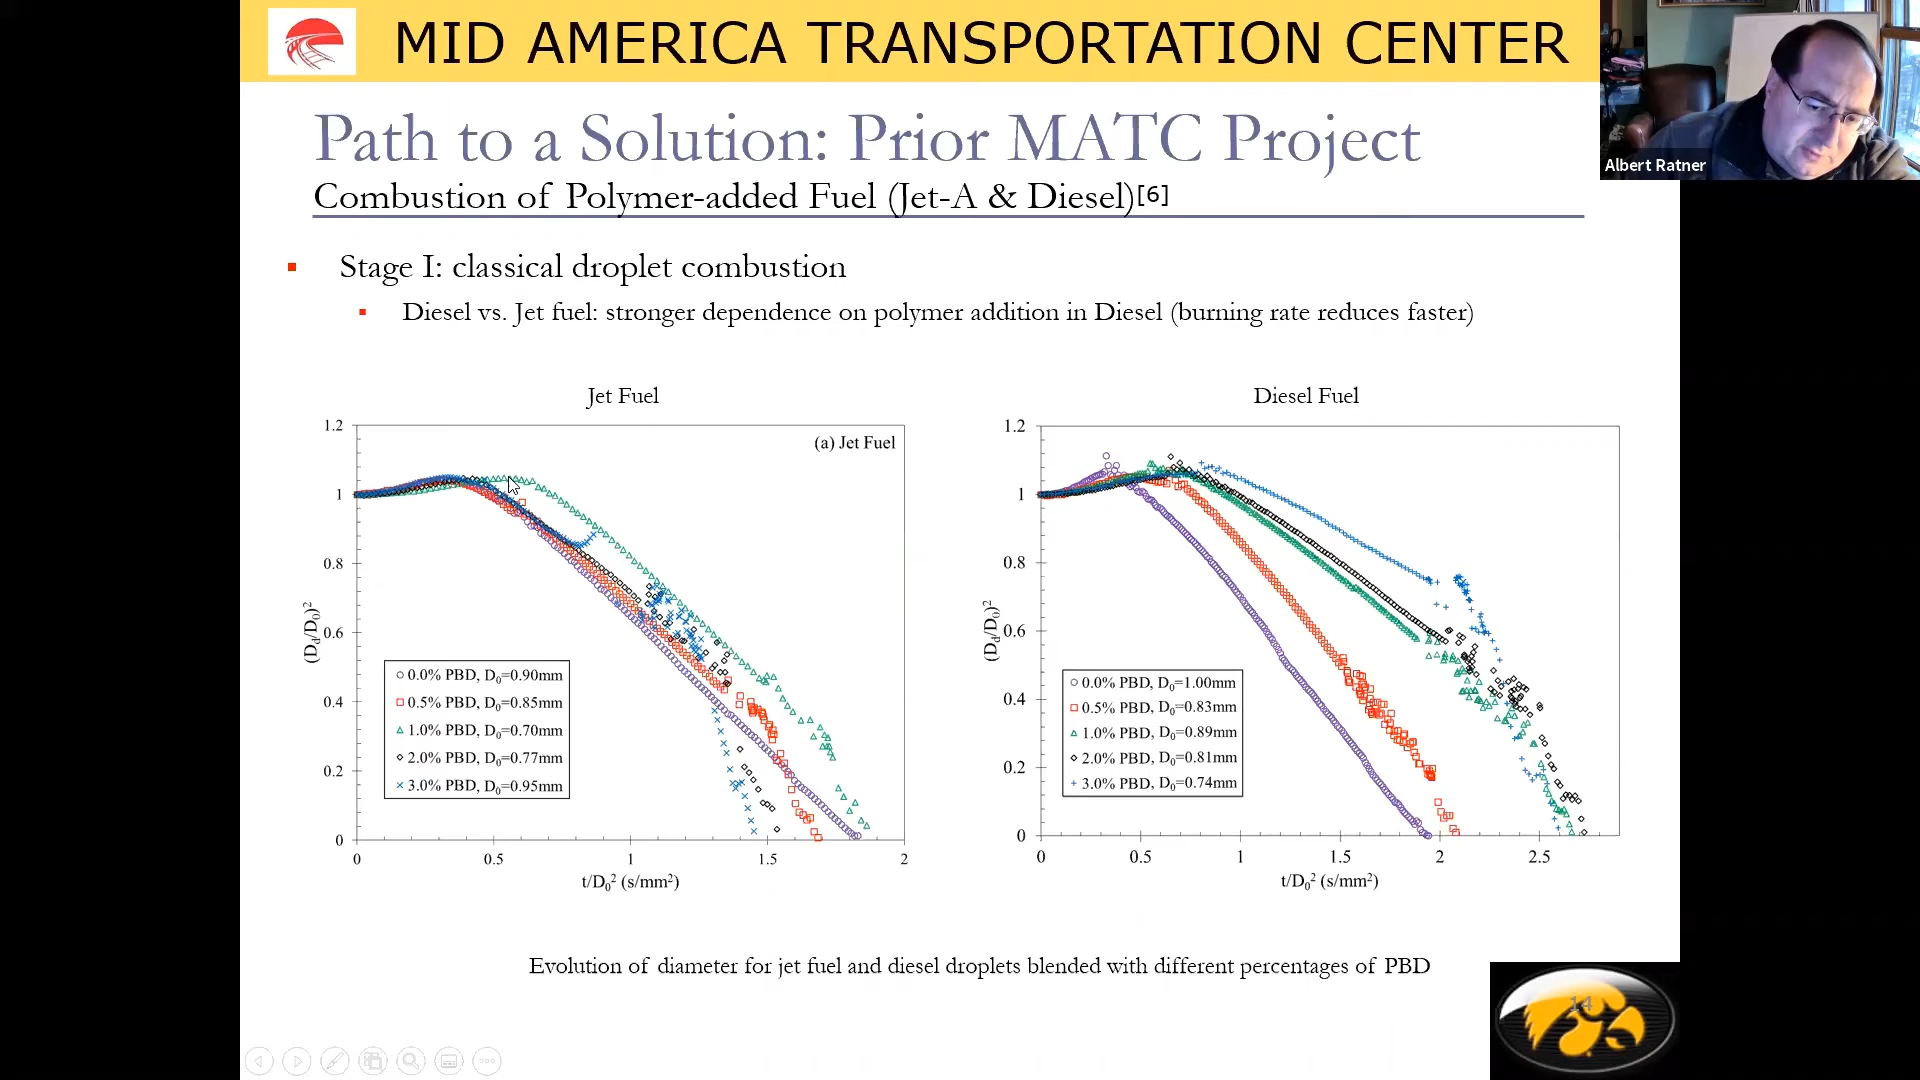 MID AMERICA TRANSPORTATION CENTER
Albert Ratner
Path to a Solution: Prior MATC Project
Combustion of Polymer-added Fuel (Jet-A & Diesel)[6]
Stage I: classical droplet combustion
Diesel vs. Jet fuel: stronger dependence on polymer addition in Diesel (burning rate reduces faster)
Jet Fuel
(a) Jet Fuel
1.2
1
0.8
0.6
0.4
0.2
0
(Dd/D0)²
0.0% PBD, D0=0.90mm
0.5% PBD, D0=0.85mm
1.0% PBD, D0=0.70mm
2.0% PBD, D0=0.77mm
3.0% PBD, D0=0.95mm
0 0.5 1 1.5 2
t/D0² (s/mm²)
Diesel Fuel
1.2
1
0.8
0.6
0.4
0.2
0
(Dd/D0)²
0.0% PBD, D0=1.00mm
0.5% PBD, D0=0.83mm
1.0% PBD, D0=0.89mm
2.0% PBD, D0=0.81mm
3.0% PBD, D0=0.74mm
0 0.5 1 1.5 2 2.5
t/D0² (s/mm²)
Evolution of diameter for jet fuel and diesel droplets blended with different percentages of PBD
14